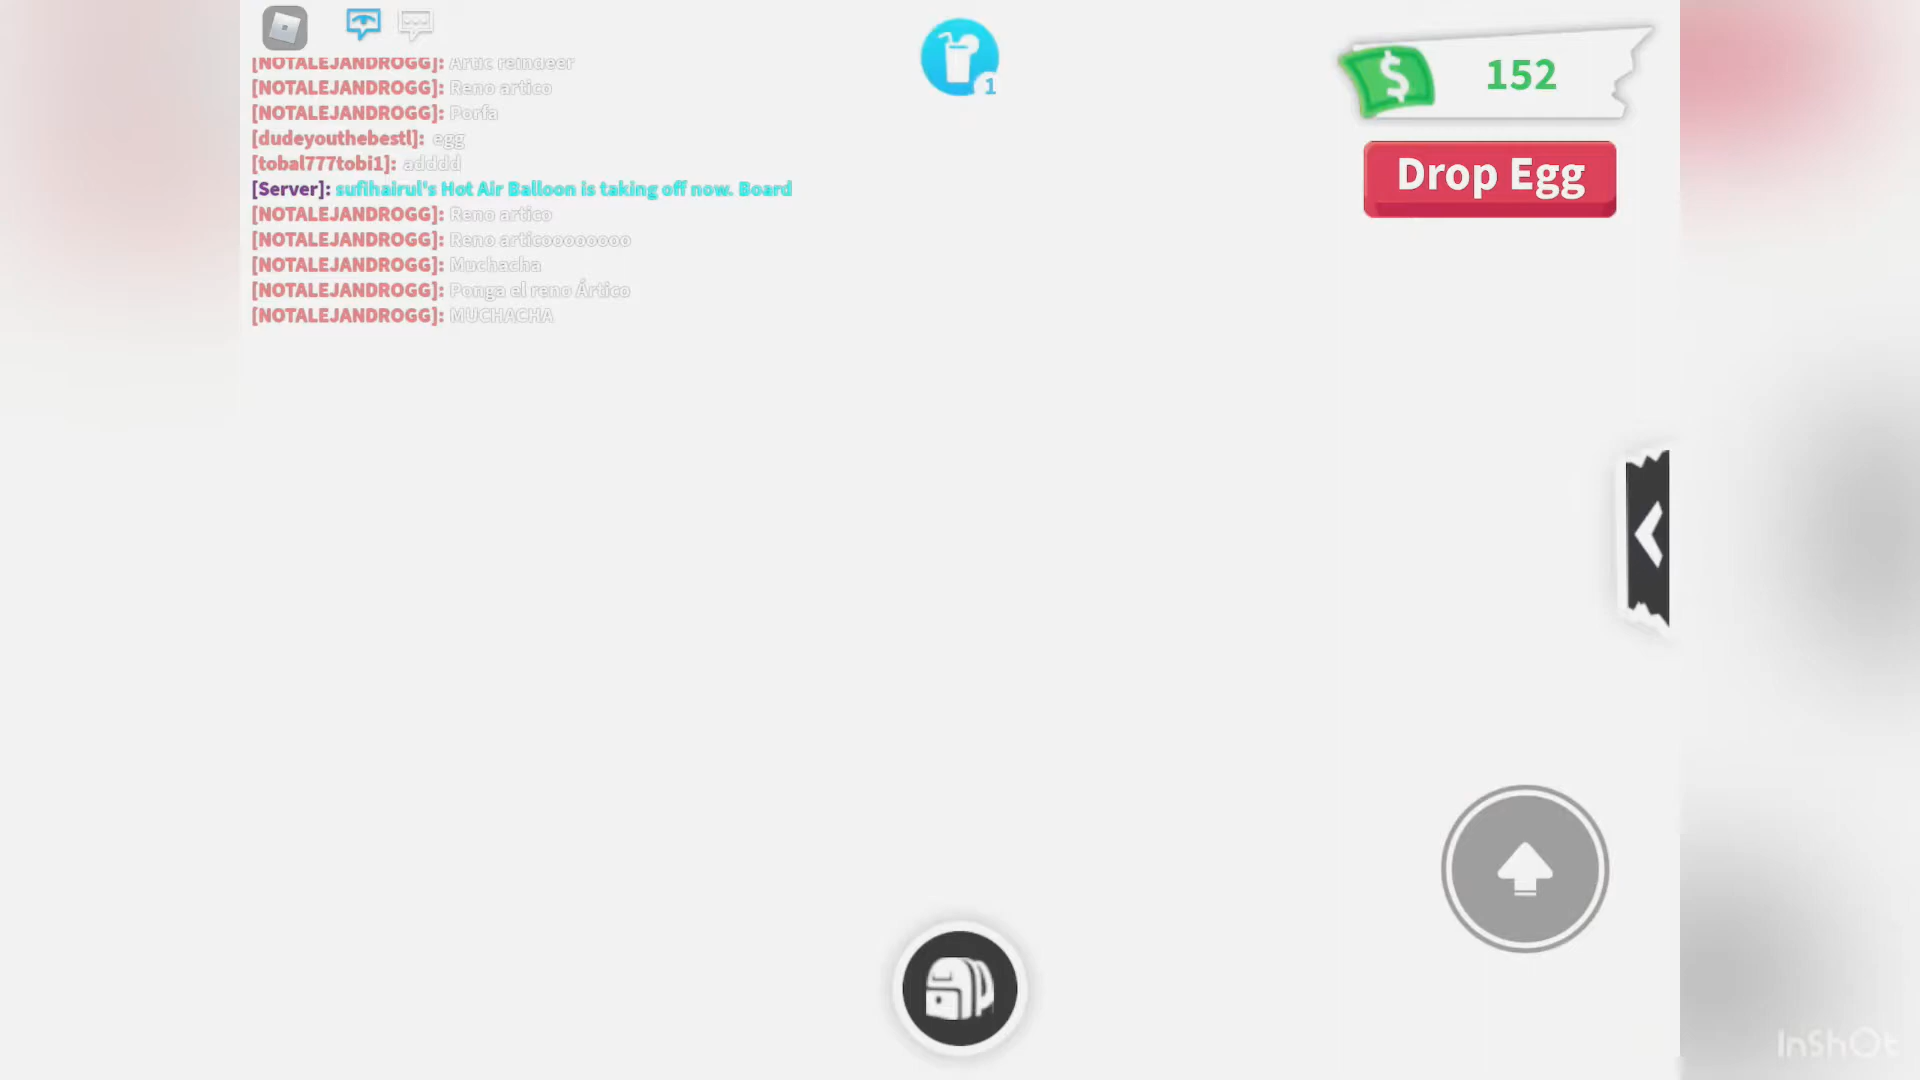 [NOTALEJANDROGG]: Artic reindeer
[NOTALEJANDROGG]: Reno artico
[NOTALEJANDROGG]: Porfa
[dudeyouthebestl]: egg
[tobal777tobi1]: adddd
[Server]: sufihairul's Hot Air Balloon is taking off now. Board
[NOTALEJANDROGG]: Reno artico
[NOTALEJANDROGG]: Reno articoooooooo
[NOTALEJANDROGG]: Muchacha
[NOTALEJANDROGG]: Ponga el reno Ártico
[NOTALEJANDROGG]: MUCHACHA
1
$ 152
Drop Egg
InShOt